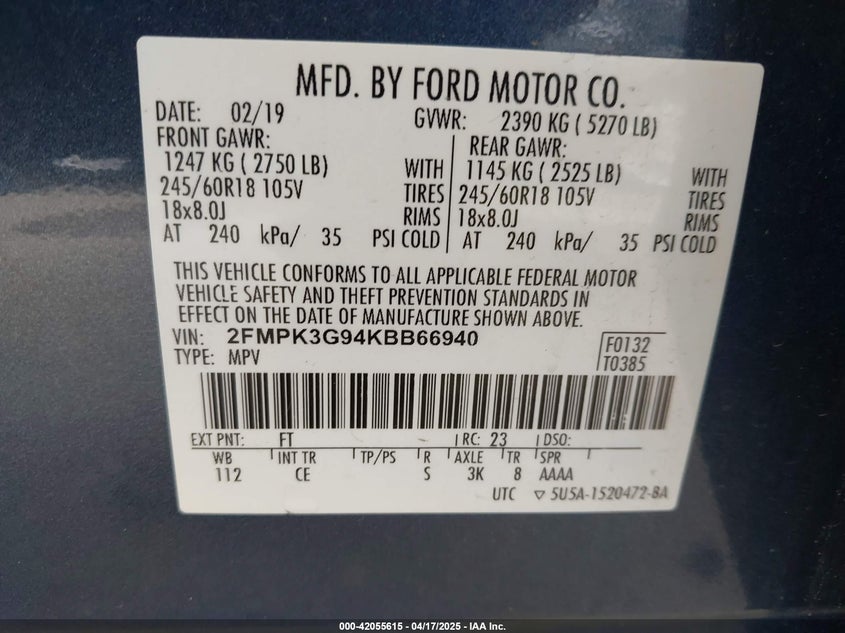 MFD. BY FORD MOTOR CO.
DATE: 02/19 GVWR: 2390 KG ( 5270 LB)
FRONT GAWR: REAR GAWR:
1247 KG ( 2750 LB) WITH 1145 KG ( 2525 LB) WITH
245/60R18 105V TIRES 245/60R18 105V TIRES
18x8.0J RIMS 18x8.0J RIMS
AT 240 kPa/ 35 PSI COLD AT 240 kPa/ 35 PSI COLD
THIS VEHICLE CONFORMS TO ALL APPLICABLE FEDERAL MOTOR
VEHICLE SAFETY AND THEFT PREVENTION STANDARDS IN
EFFECT ON THE DATE OF MANUFACTURE SHOWN ABOVE.
VIN: 2FMPK3G94KBB66940 F0132
TYPE: MPV T0385
EXT PNT: FT RC: 23 DSO:
WB INT TR TP/PS R AXLE TR SPR
112 CE S 3K 8 AAAA
UTC ▽ 5U5A-1520472-BA
000-42055615 - 04/17/2025 - IAA Inc.